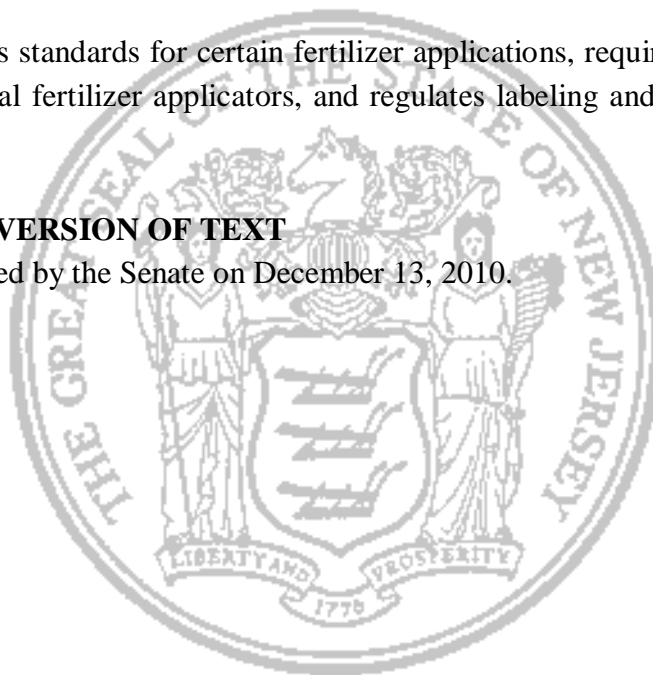 s standards for certain fertilizer applications, requir
al fertilizer applicators, and regulates labeling and
VERSION OF TEXT
ed by the Senate on December 13, 2010.
THE GREAT SEAL OF THE STATE OF NEW JERSEY
LIBERTY AND PROSPERITY
1776